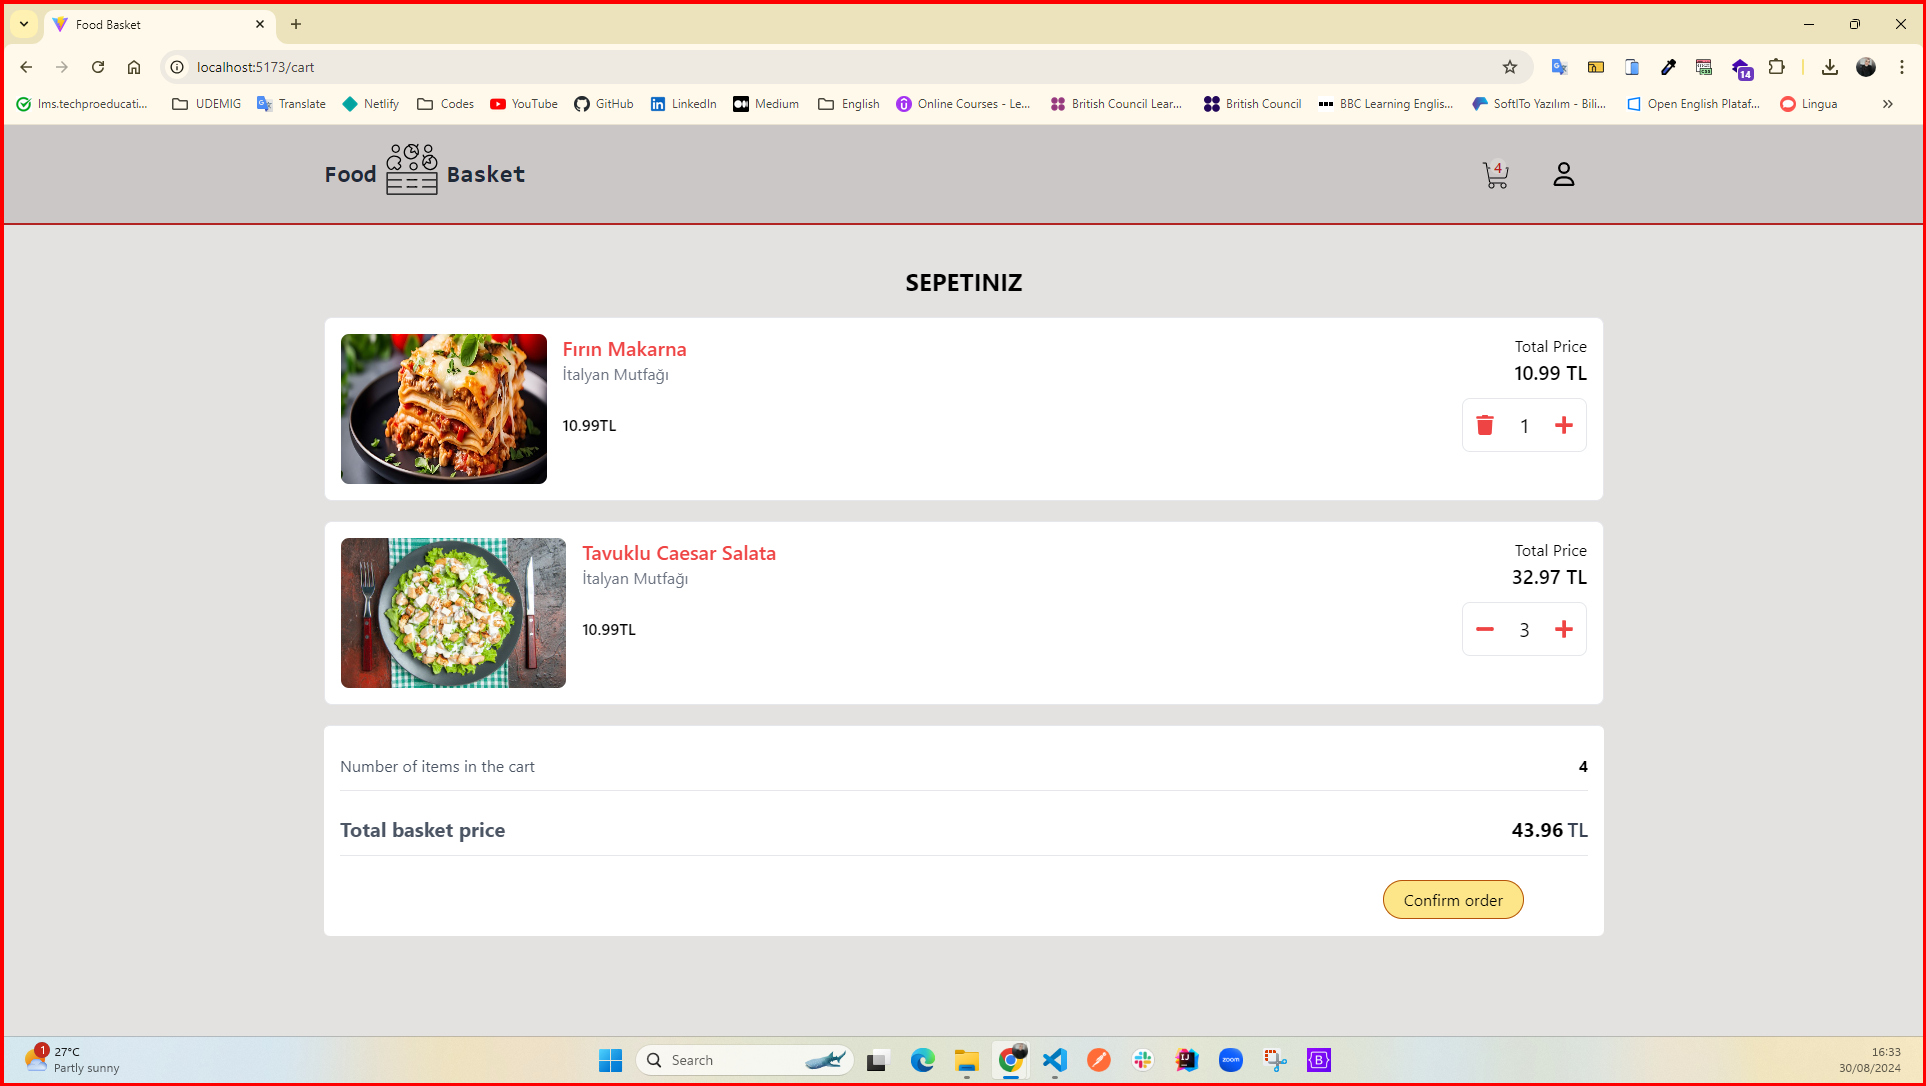 Food Basket
localhost:5173/cart
lms.techproeducati... UDEMIG Translate Netlify Codes YouTube GitHub LinkedIn Medium English Online Courses - Le... British Council Lear... British Council BBC Learning Englis... SoftITo Yazılım - Bili... Open English Plataf... Lingua
14
Food Basket
4
SEPETINIZ
Fırın Makarna
İtalyan Mutfağı
10.99TL
Total Price
10.99 TL
1
Tavuklu Caesar Salata
İtalyan Mutfağı
10.99TL
Total Price
32.97 TL
3
Number of items in the cart 4
Total basket price 43.96 TL
Confirm order
1
27°C
Partly sunny
Search
zoom
16:33
30/08/2024